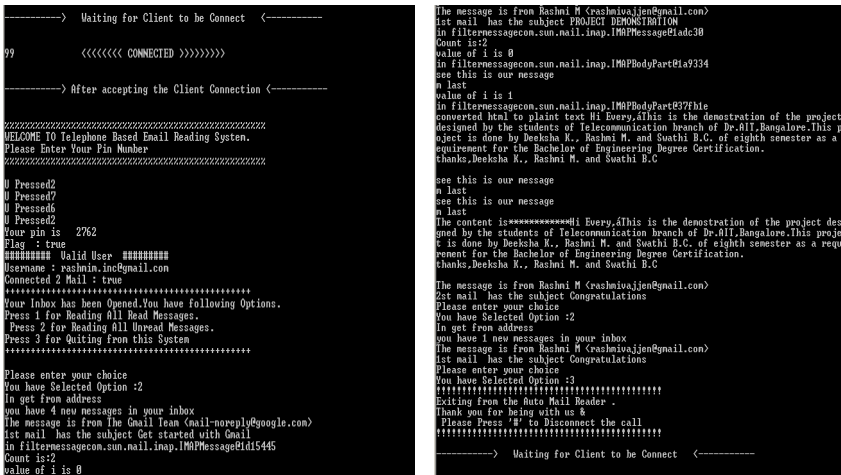 -----------> Waiting for Client to be Connect <-----------
99 <<<<<<<< CONNECTED >>>>>>>>>
-----------> After accepting the Client Connection <-----------
%%%%%%%%%%%%%%%%%%%%%%%%%%%%%%%%%%%%%%%%%%%%%%%%%%%
WELCOME TO Telephone Based Email Reading System.
Please Enter Your Pin Number
%%%%%%%%%%%%%%%%%%%%%%%%%%%%%%%%%%%%%%%%%%%%%%%%%%%
U Pressed2
U Pressed7
U Pressed6
U Pressed2
Your pin is 2762
Flag : true
######### Valid User #########
Username : rashmim.inc@gmail.com
Connected 2 Mail : true
++++++++++++++++++++++++++++++++++++++++++++++++
Your Inbox has been Opened.You have following Options.
Press 1 for Reading All Read Messages.
Press 2 for Reading All Unread Messages.
Press 3 for Quiting from this System
++++++++++++++++++++++++++++++++++++++++++++++++
Please enter your choice
You have Selected Option :2
In get from address
you have 4 new messages in your inbox
The message is from The Gmail Team <mail-noreply@google.com>
1st mail has the subject Get started with Gmail
in filtermessagecom.sun.mail.imap.IMAPMessage@1d15445
Count is:2
value of i is 0
The message is from Rashmi M <rashmivajjen@gmail.com>
1st mail has the subject PROJECT DEMONSTRATION
in filtermessagecom.sun.mail.imap.IMAPMessage@1adc30
Count is:2
value of i is 0
in filtermessagecom.sun.mail.imap.IMAPBodyPart@1a9334
see this is our message
m last
value of i is 1
in filtermessagecom.sun.mail.imap.IMAPBodyPart@37fb1e
converted html to plaint text Hi Every,áThis is the demostration of the project
designed by the students of Telecommunication branch of Dr.AIT,Bangalore.This p
oject is done by Deeksha K., Rashmi M. and Swathi B.C. of eighth semester as a
equirement for the Bachelor of Engineering Degree Certification.
thanks,Deeksha K., Rashmi M. and Swathi B.C
see this is our message
m last
see this is our message
m last
The content is************Hi Every,áThis is the demostration of the project des
gned by the students of Telecommunication branch of Dr.AIT,Bangalore.This proje
t is done by Deeksha K., Rashmi M. and Swathi B.C. of eighth semester as a requ
rement for the Bachelor of Engineering Degree Certification.
thanks,Deeksha K., Rashmi M. and Swathi B.C
The message is from Rashmi M <rashmivajjen@gmail.com>
2st mail has the subject Congratulations
Please enter your choice
You have Selected Option :2
In get from address
you have 1 new messages in your inbox
The message is from Rashmi M <rashmivajjen@gmail.com>
1st mail has the subject Congratulations
Please enter your choice
You have Selected Option :3
!!!!!!!!!!!!!!!!!!!!!!!!!!!!!!!!!!!!!!!!!!!!
Exiting from the Auto Mail Reader .
Thank you for being with us &
Please Press '#' to Disconnect the call
!!!!!!!!!!!!!!!!!!!!!!!!!!!!!!!!!!!!!!!!!!!!
-----------> Waiting for Client to be Connect <-----------